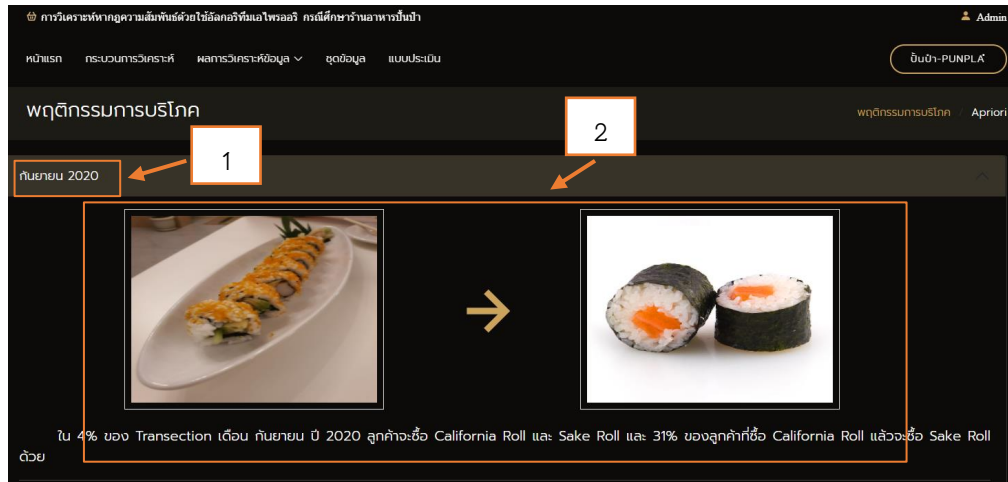 การวิเคราะห์หากฎความสัมพันธ์ด้วยใช้อัลกอริทึมเอไพรออริ กรณีศึกษาร้านอาหารปั้นป่า
Admin
หน้าแรก กระบวนการวิเคราะห์ ผลการวิเคราะห์ข้อมูล ชุดข้อมูล แบบประเมิน
ปั้นป่า-PUNPLA
พฤติกรรมการบริโภค
พฤติกรรมการบริโภค / Apriori
1
2
กันยายน 2020
ใน 4% ของ Transection เดือน กันยายน ปี 2020 ลูกค้าจะซื้อ California Roll และ Sake Roll และ 31% ของลูกค้าที่ซื้อ California Roll แล้วจะซื้อ Sake Roll
ด้วย